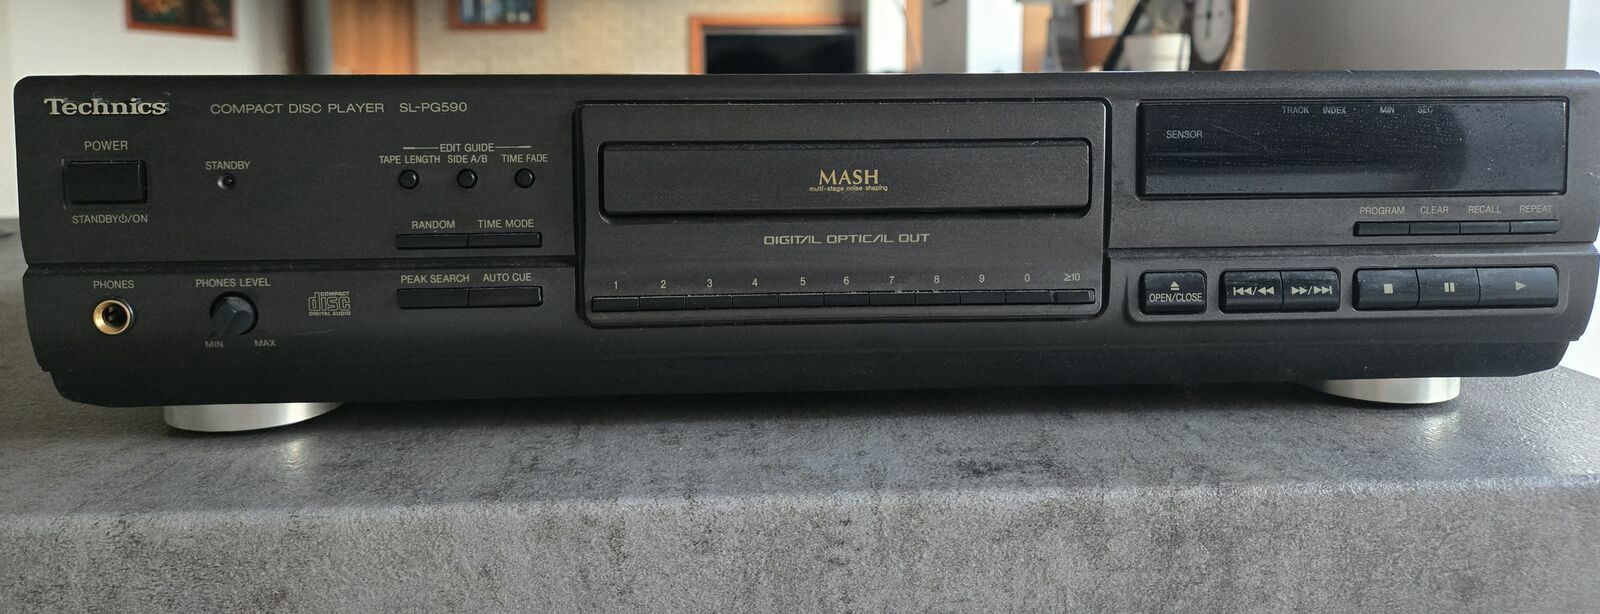 Technics COMPACT DISC PLAYER SL-PG590
POWER
STANDBY⏻/ON
STANDBY
EDIT GUIDE
TAPE LENGTH SIDE A/B TIME FADE
RANDOM TIME MODE
PEAK SEARCH AUTO CUE
PHONES
PHONES LEVEL
MIN MAX
COMPACT
disc
DIGITAL AUDIO
MASH
multi-stage noise shaping
DIGITAL OPTICAL OUT
1 2 3 4 5 6 7 8 9 0 ≥10
TRACK INDEX MIN SEC
SENSOR
PROGRAM CLEAR RECALL REPEAT
OPEN/CLOSE